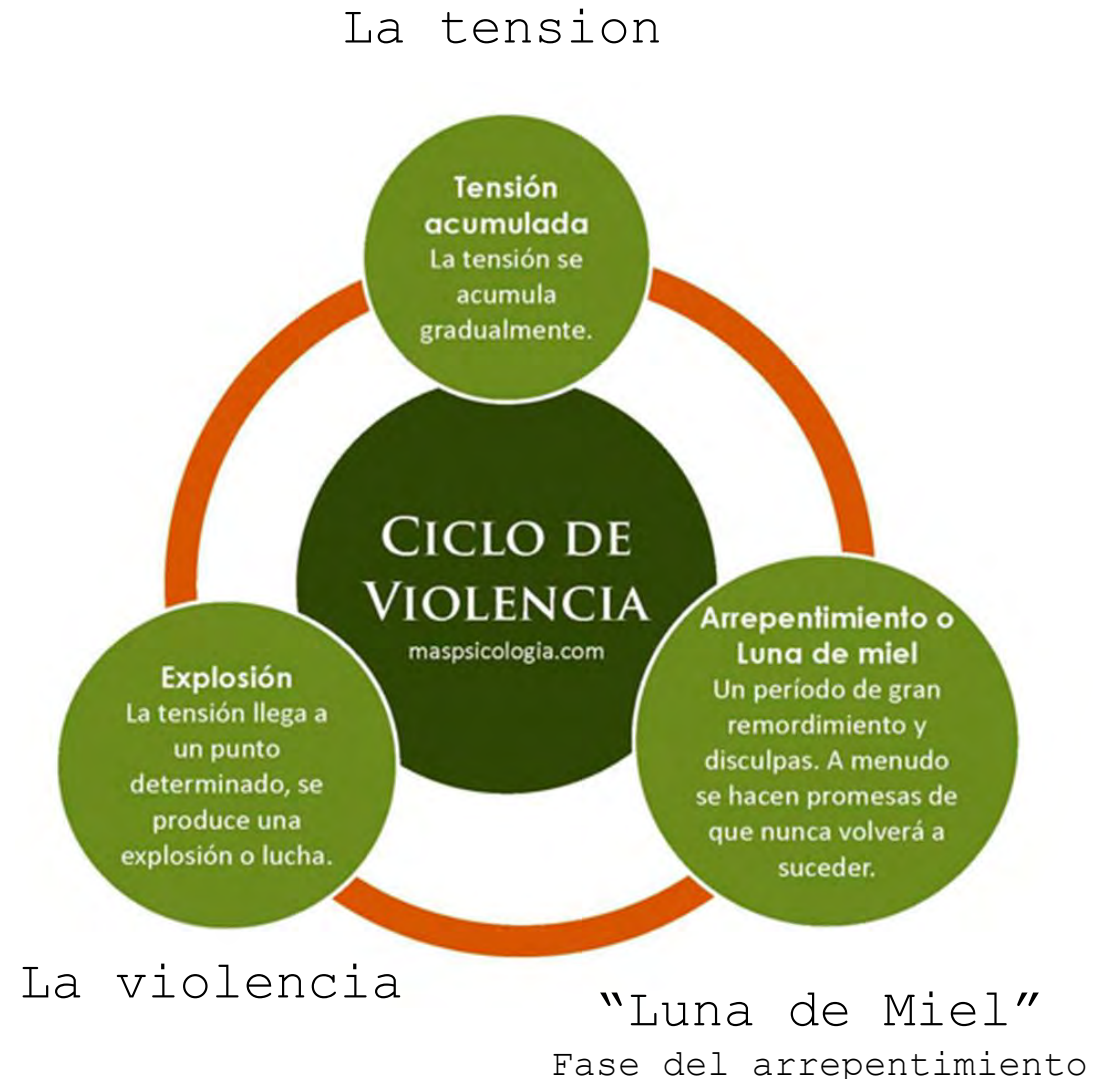 La tension
Tensión
acumulada
La tensión se
acumula
gradualmente.
CICLO DE
VIOLENCIA
maspsicologia.com
Explosión
La tensión llega a
un punto
determinado, se
produce una
explosión o lucha.
Arrepentimiento o
Luna de miel
Un período de gran
remordimiento y
disculpas. A menudo
se hacen promesas de
que nunca volverá a
suceder.
La violencia
“Luna de Miel”
Fase del arrepentimiento